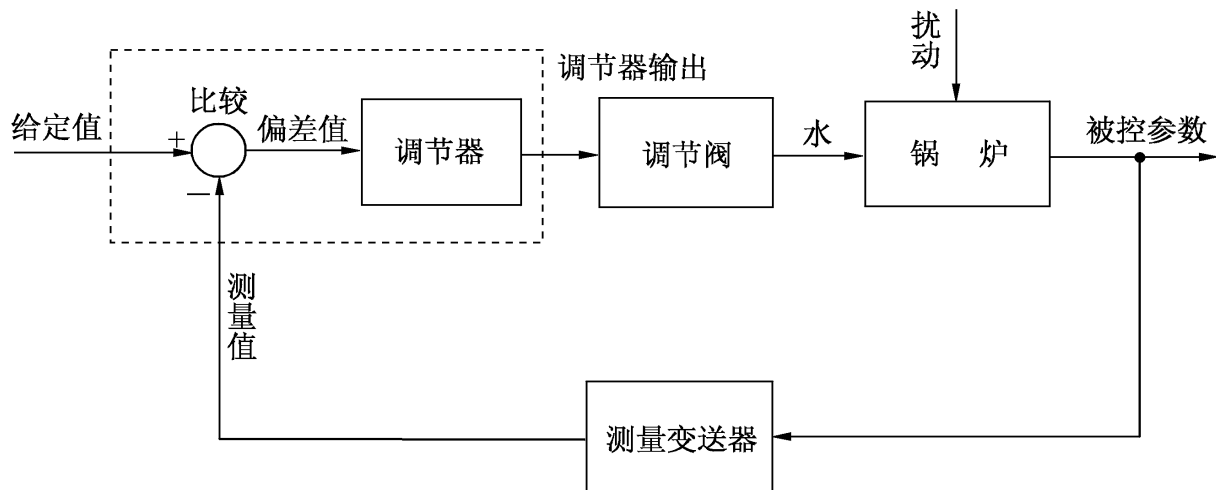 扰动
调节器输出
比较
给定值
+
偏差值
调节器
调节阀
水
锅 炉
被控参数
—
测量值
测量变送器